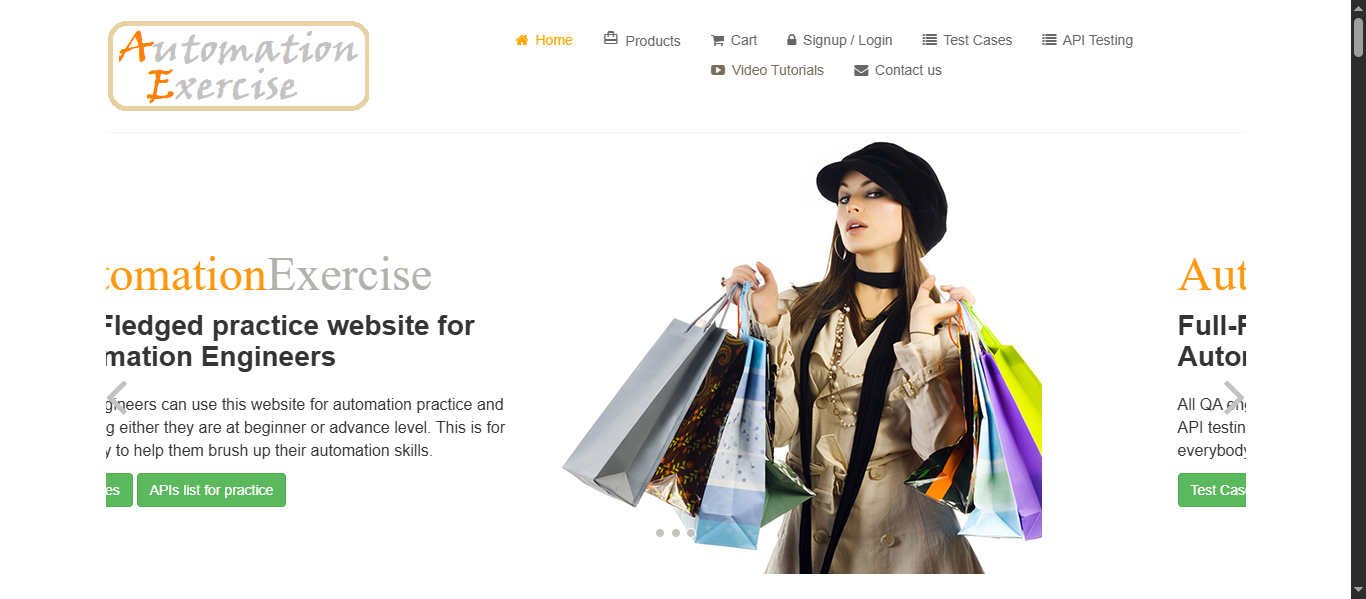 Automation
Exercise
Home Products Cart Signup / Login Test Cases API Testing
Video Tutorials Contact us
tomationExercise
Fledged practice website for
mation Engineers
gineers can use this website for automation practice and
g either they are at beginner or advance level. This is for
y to help them brush up their automation skills.
es APIs list for practice
Aut
Full-F
Autom
All QA eng
API testin
everybody
Test Cas